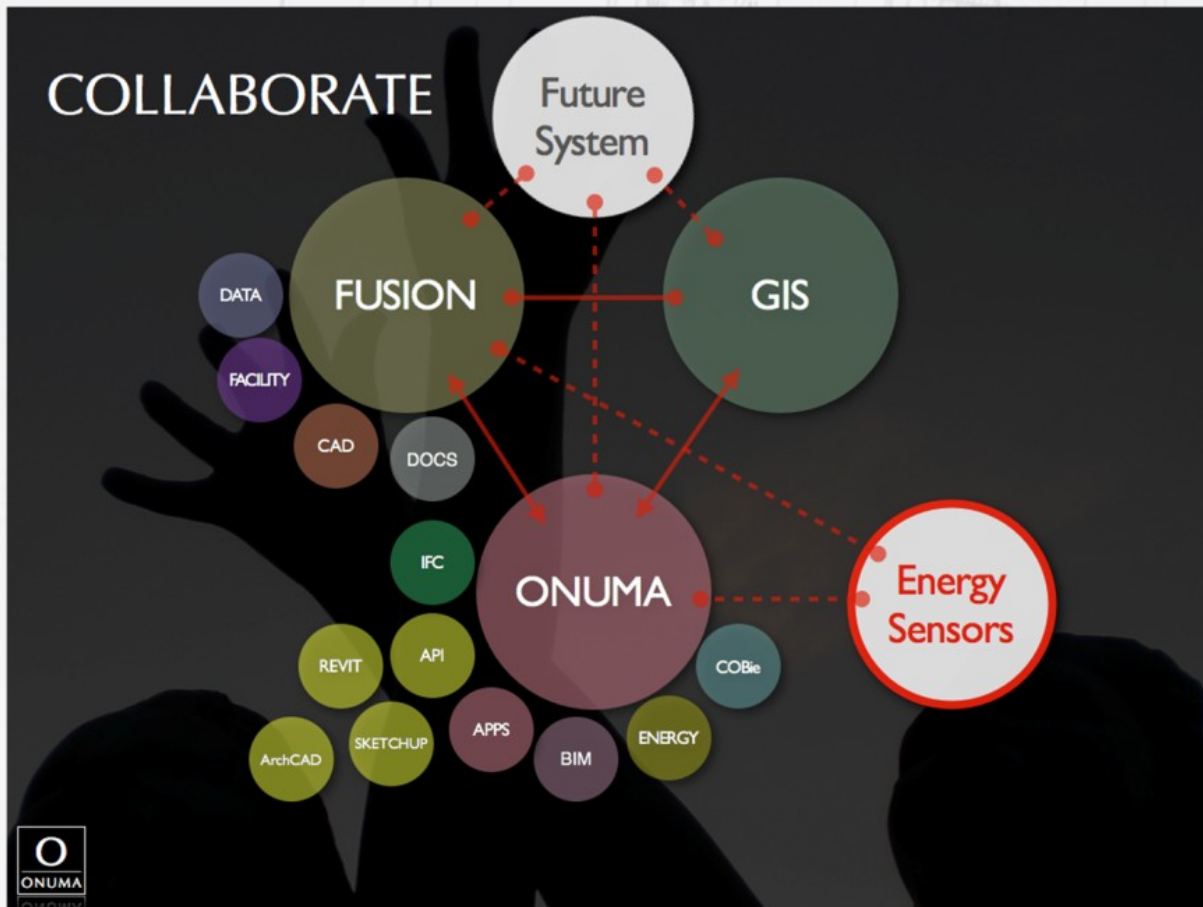 COLLABORATE
Future
System
FUSION
GIS
DATA
FACILITY
CAD
DOCS
IFC
ONUMA
Energy
Sensors
REVIT
API
COBie
ArchCAD
SKETCHUP
APPS
BIM
ENERGY
O
ONUMA